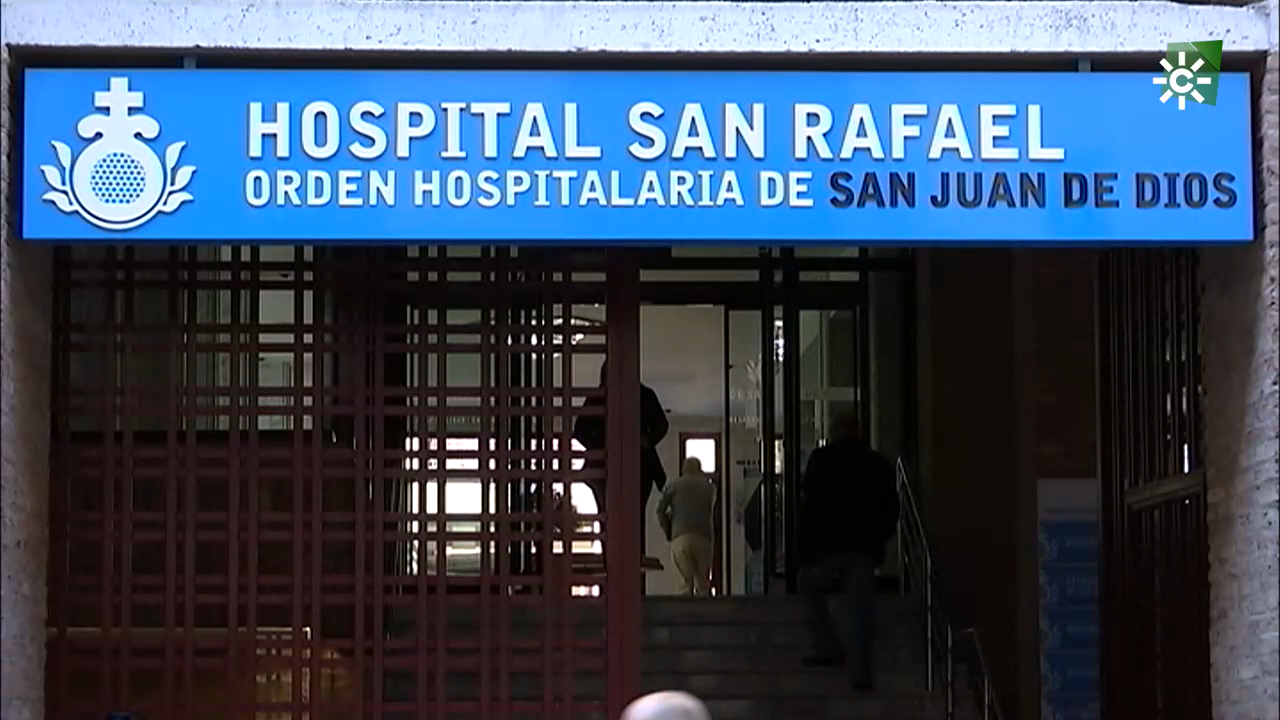 HOSPITAL SAN RAFAEL
ORDEN HOSPITALARIA DE SAN JUAN DE DIOS